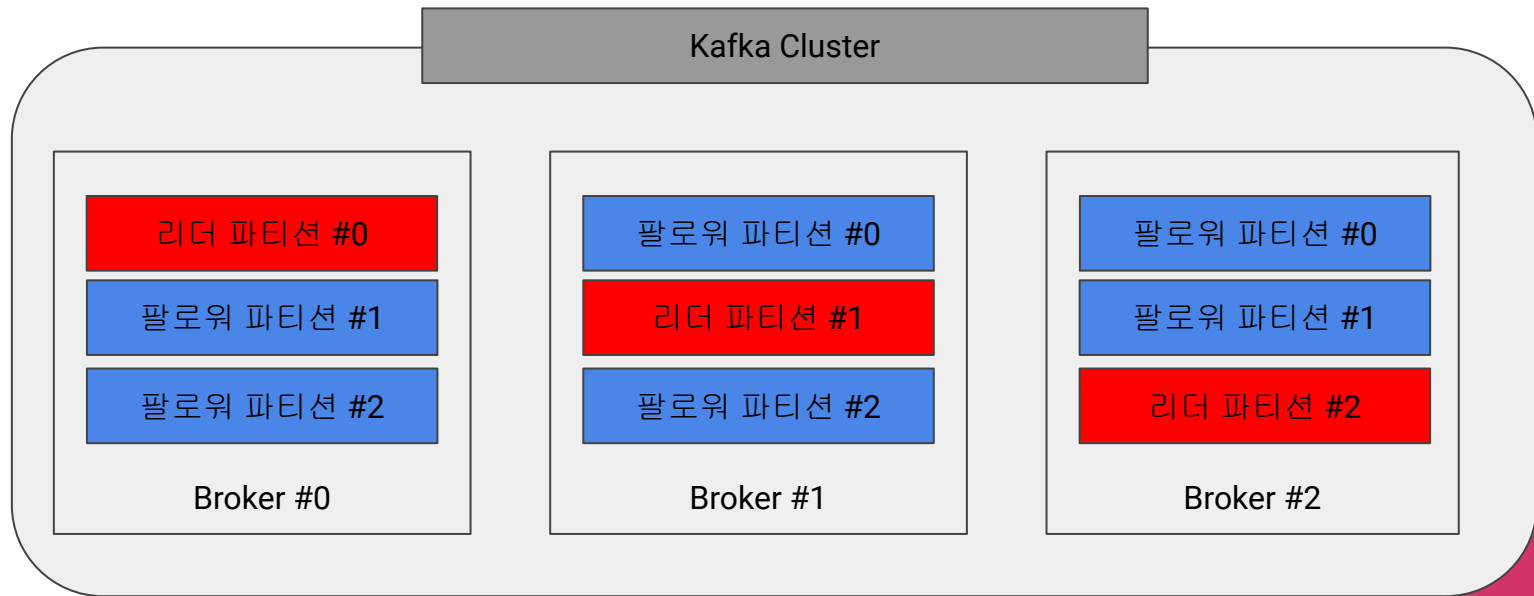 Kafka Cluster
리더 파티션 #0
팔로워 파티션 #1
팔로워 파티션 #2
Broker #0
팔로워 파티션 #0
리더 파티션 #1
팔로워 파티션 #2
Broker #1
팔로워 파티션 #0
팔로워 파티션 #1
리더 파티션 #2
Broker #2